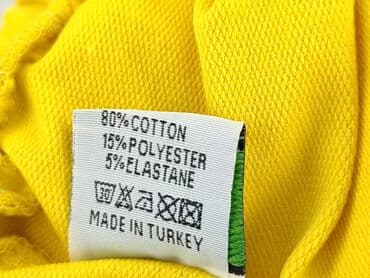 80% COTTON
15% POLYESTER
5% ELASTANE
30
MADE IN TURKEY